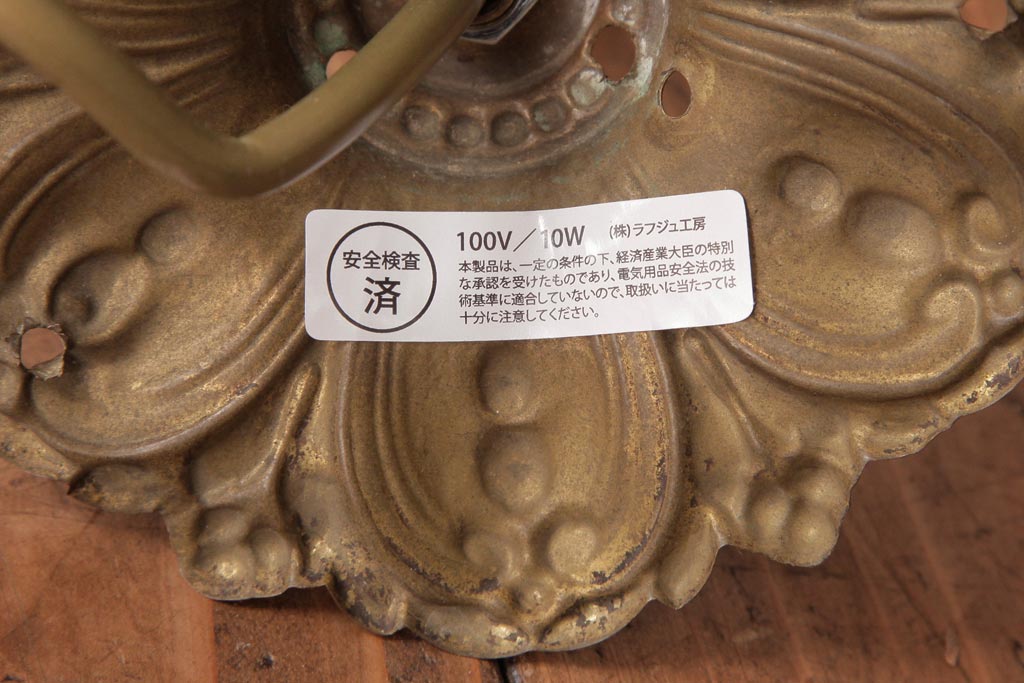 安全検査
済
100V／10W (株)ラフジュ工房
本製品は、一定の条件の下、経済産業大臣の特別
な承認を受けたものであり、電気用品安全法の技
術基準に適合していないので、取扱いに当たっては
十分に注意してください。